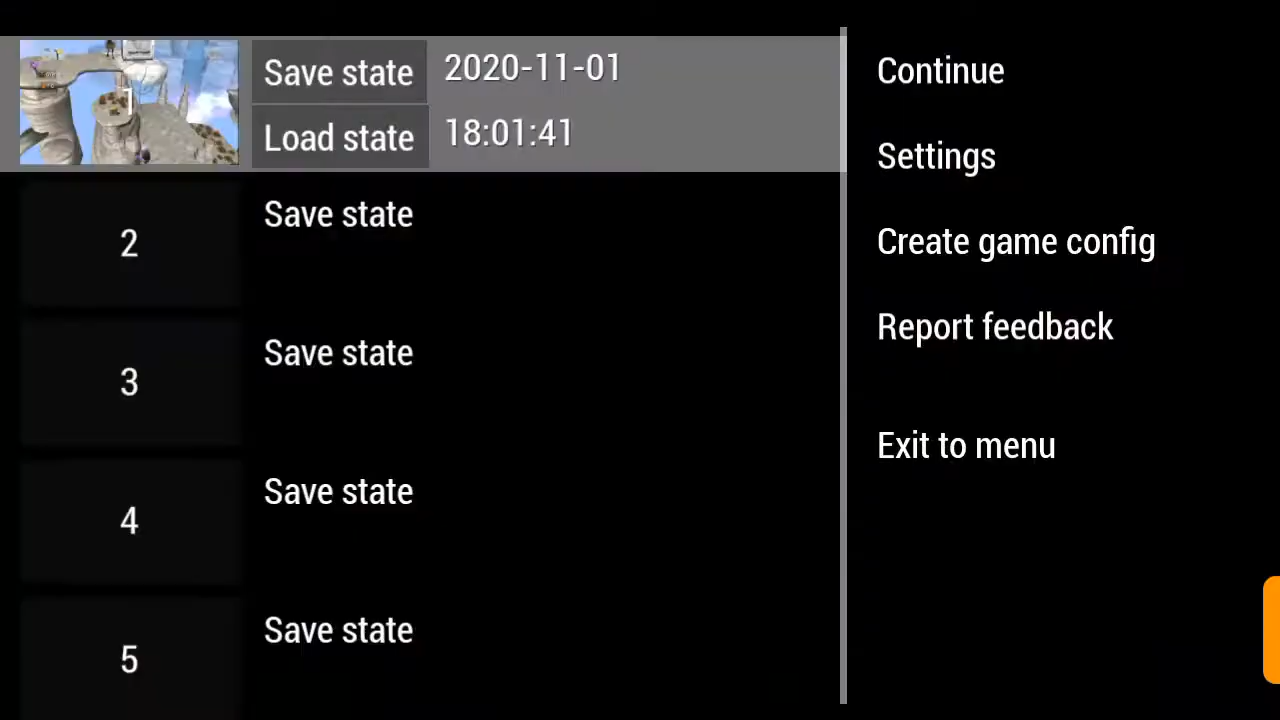 1
Save state
2020-11-01
Load state
18:01:41
2
Save state
3
Save state
4
Save state
5
Save state
Continue
Settings
Create game config
Report feedback
Exit to menu